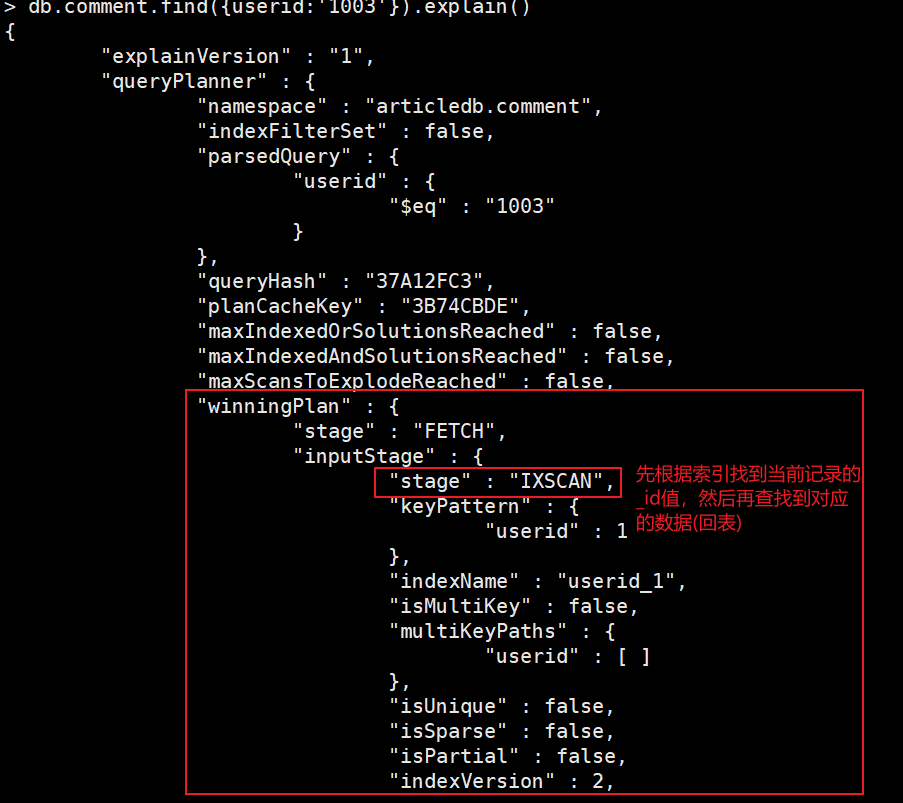 > db.comment.find({userid:'1003'}).explain()
{
"explainVersion" : "1",
"queryPlanner" : {
"namespace" : "articledb.comment",
"indexFilterSet" : false,
"parsedQuery" : {
"userid" : {
"$eq" : "1003"
}
},
"queryHash" : "37A12FC3",
"planCacheKey" : "3B74CBDE",
"maxIndexedOrSolutionsReached" : false,
"maxIndexedAndSolutionsReached" : false,
"maxScansToExplodeReached" : false,
"winningPlan" : {
"stage" : "FETCH",
"inputStage" : {
"stage" : "IXSCAN",
"keyPattern" : {
"userid" : 1
},
"indexName" : "userid_1",
"isMultiKey" : false,
"multiKeyPaths" : {
"userid" : [ ]
},
"isUnique" : false,
"isSparse" : false,
"isPartial" : false,
"indexVersion" : 2,
先根据索引找到当前记录的
_id值，然后再查找到对应
的数据(回表)